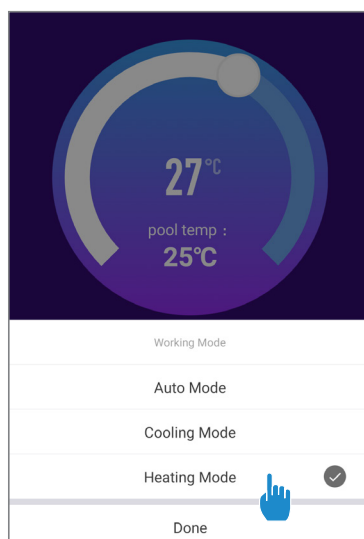 27°C
pool temp :
25°C
Working Mode
Auto Mode
Cooling Mode
Heating Mode
Done